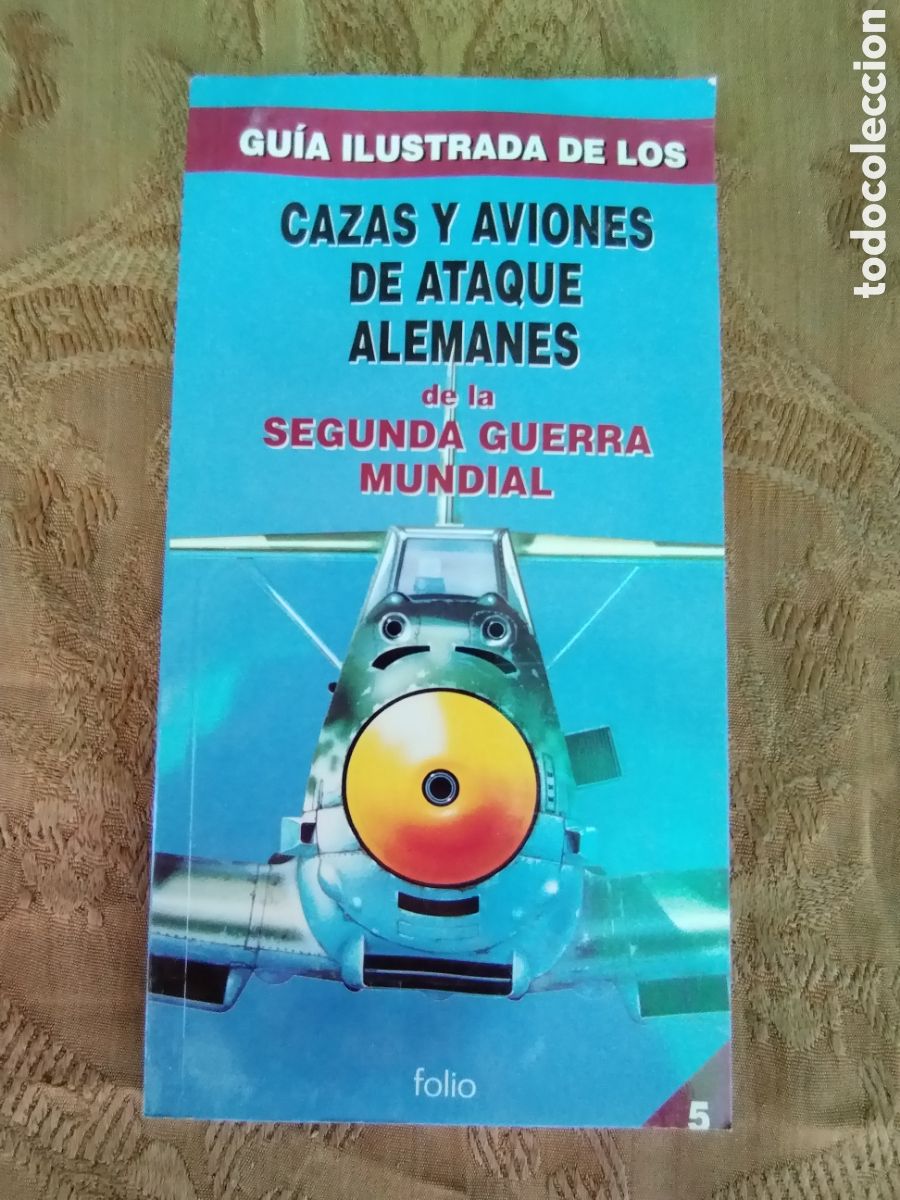 GUÍA ILUSTRADA DE LOS
CAZAS Y AVIONES
DE ATAQUE
ALEMANES
de la
SEGUNDA GUERRA
MUNDIAL
folio
5
todocoleccion